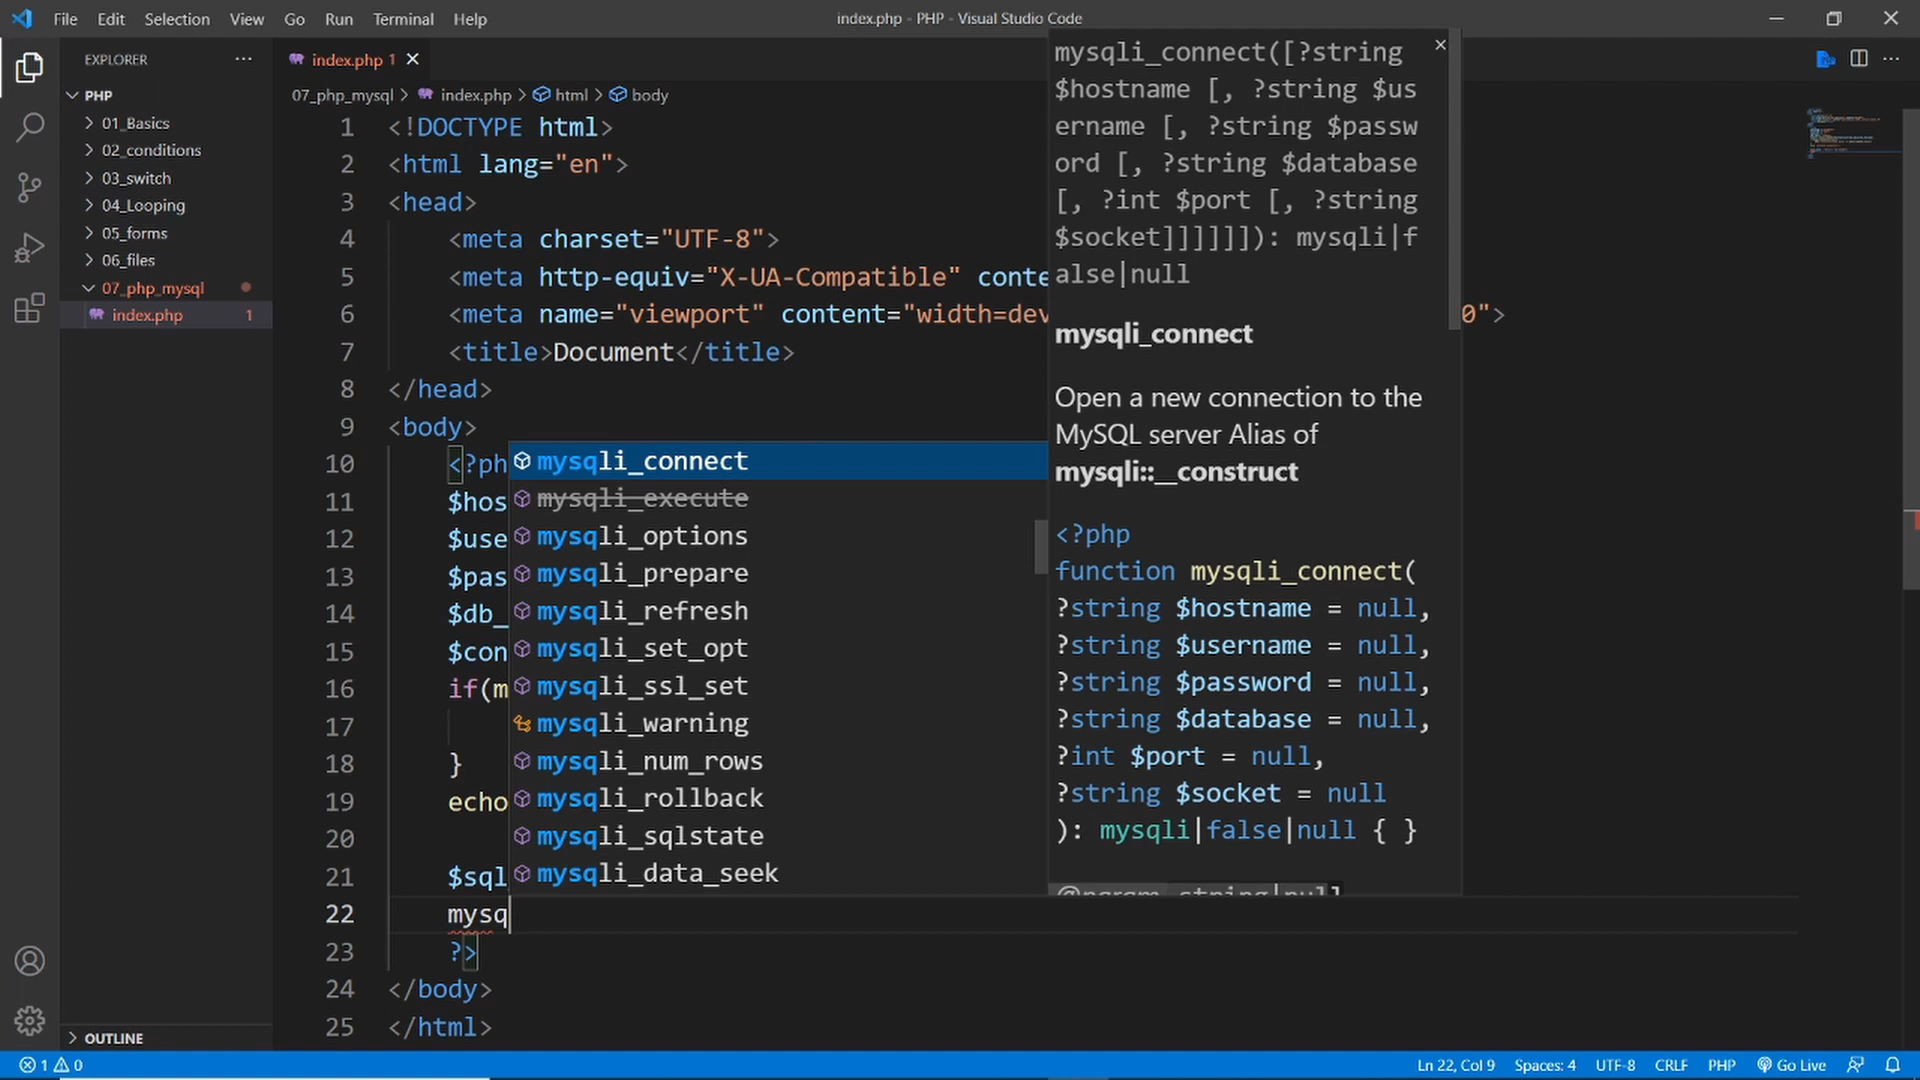 File Edit Selection View Go Run Terminal Help
index.php - PHP - Visual Studio Code
EXPLORER ...
PHP
01_Basics
02_conditions
03_switch
04_Looping
05_forms
06_files
07_php_mysql
index.php 1
OUTLINE
index.php 1
07_php_mysql > index.php > html > body
1 <!DOCTYPE html>
2 <html lang="en">
3 <head>
4 <meta charset="UTF-8">
5 <meta http-equiv="X-UA-Compatible" conte
6 <meta name="viewport" content="width=dev 0">
7 <title>Document</title>
8 </head>
9 <body>
10 <?ph
11 $hos
12 $use
13 $pas
14 $db_
15 $con
16 if(m
17
18 }
19 echo
20
21 $sql
22 mysq
23 ?>
24 </body>
25 </html>
mysqli_connect
mysqli_execute
mysqli_options
mysqli_prepare
mysqli_refresh
mysqli_set_opt
mysqli_ssl_set
mysqli_warning
mysqli_num_rows
mysqli_rollback
mysqli_sqlstate
mysqli_data_seek
mysqli_connect([?string
$hostname [, ?string $us
ername [, ?string $passw
ord [, ?string $database
[, ?int $port [, ?string
$socket]]]]]]): mysqli|f
alse|null
mysqli_connect
Open a new connection to the
MySQL server Alias of
mysqli::__construct
<?php
function mysqli_connect(
?string $hostname = null,
?string $username = null,
?string $password = null,
?string $database = null,
?int $port = null,
?string $socket = null
): mysqli|false|null { }
@param string|null
1 0
Ln 22, Col 9 Spaces: 4 UTF-8 CRLF PHP Go Live